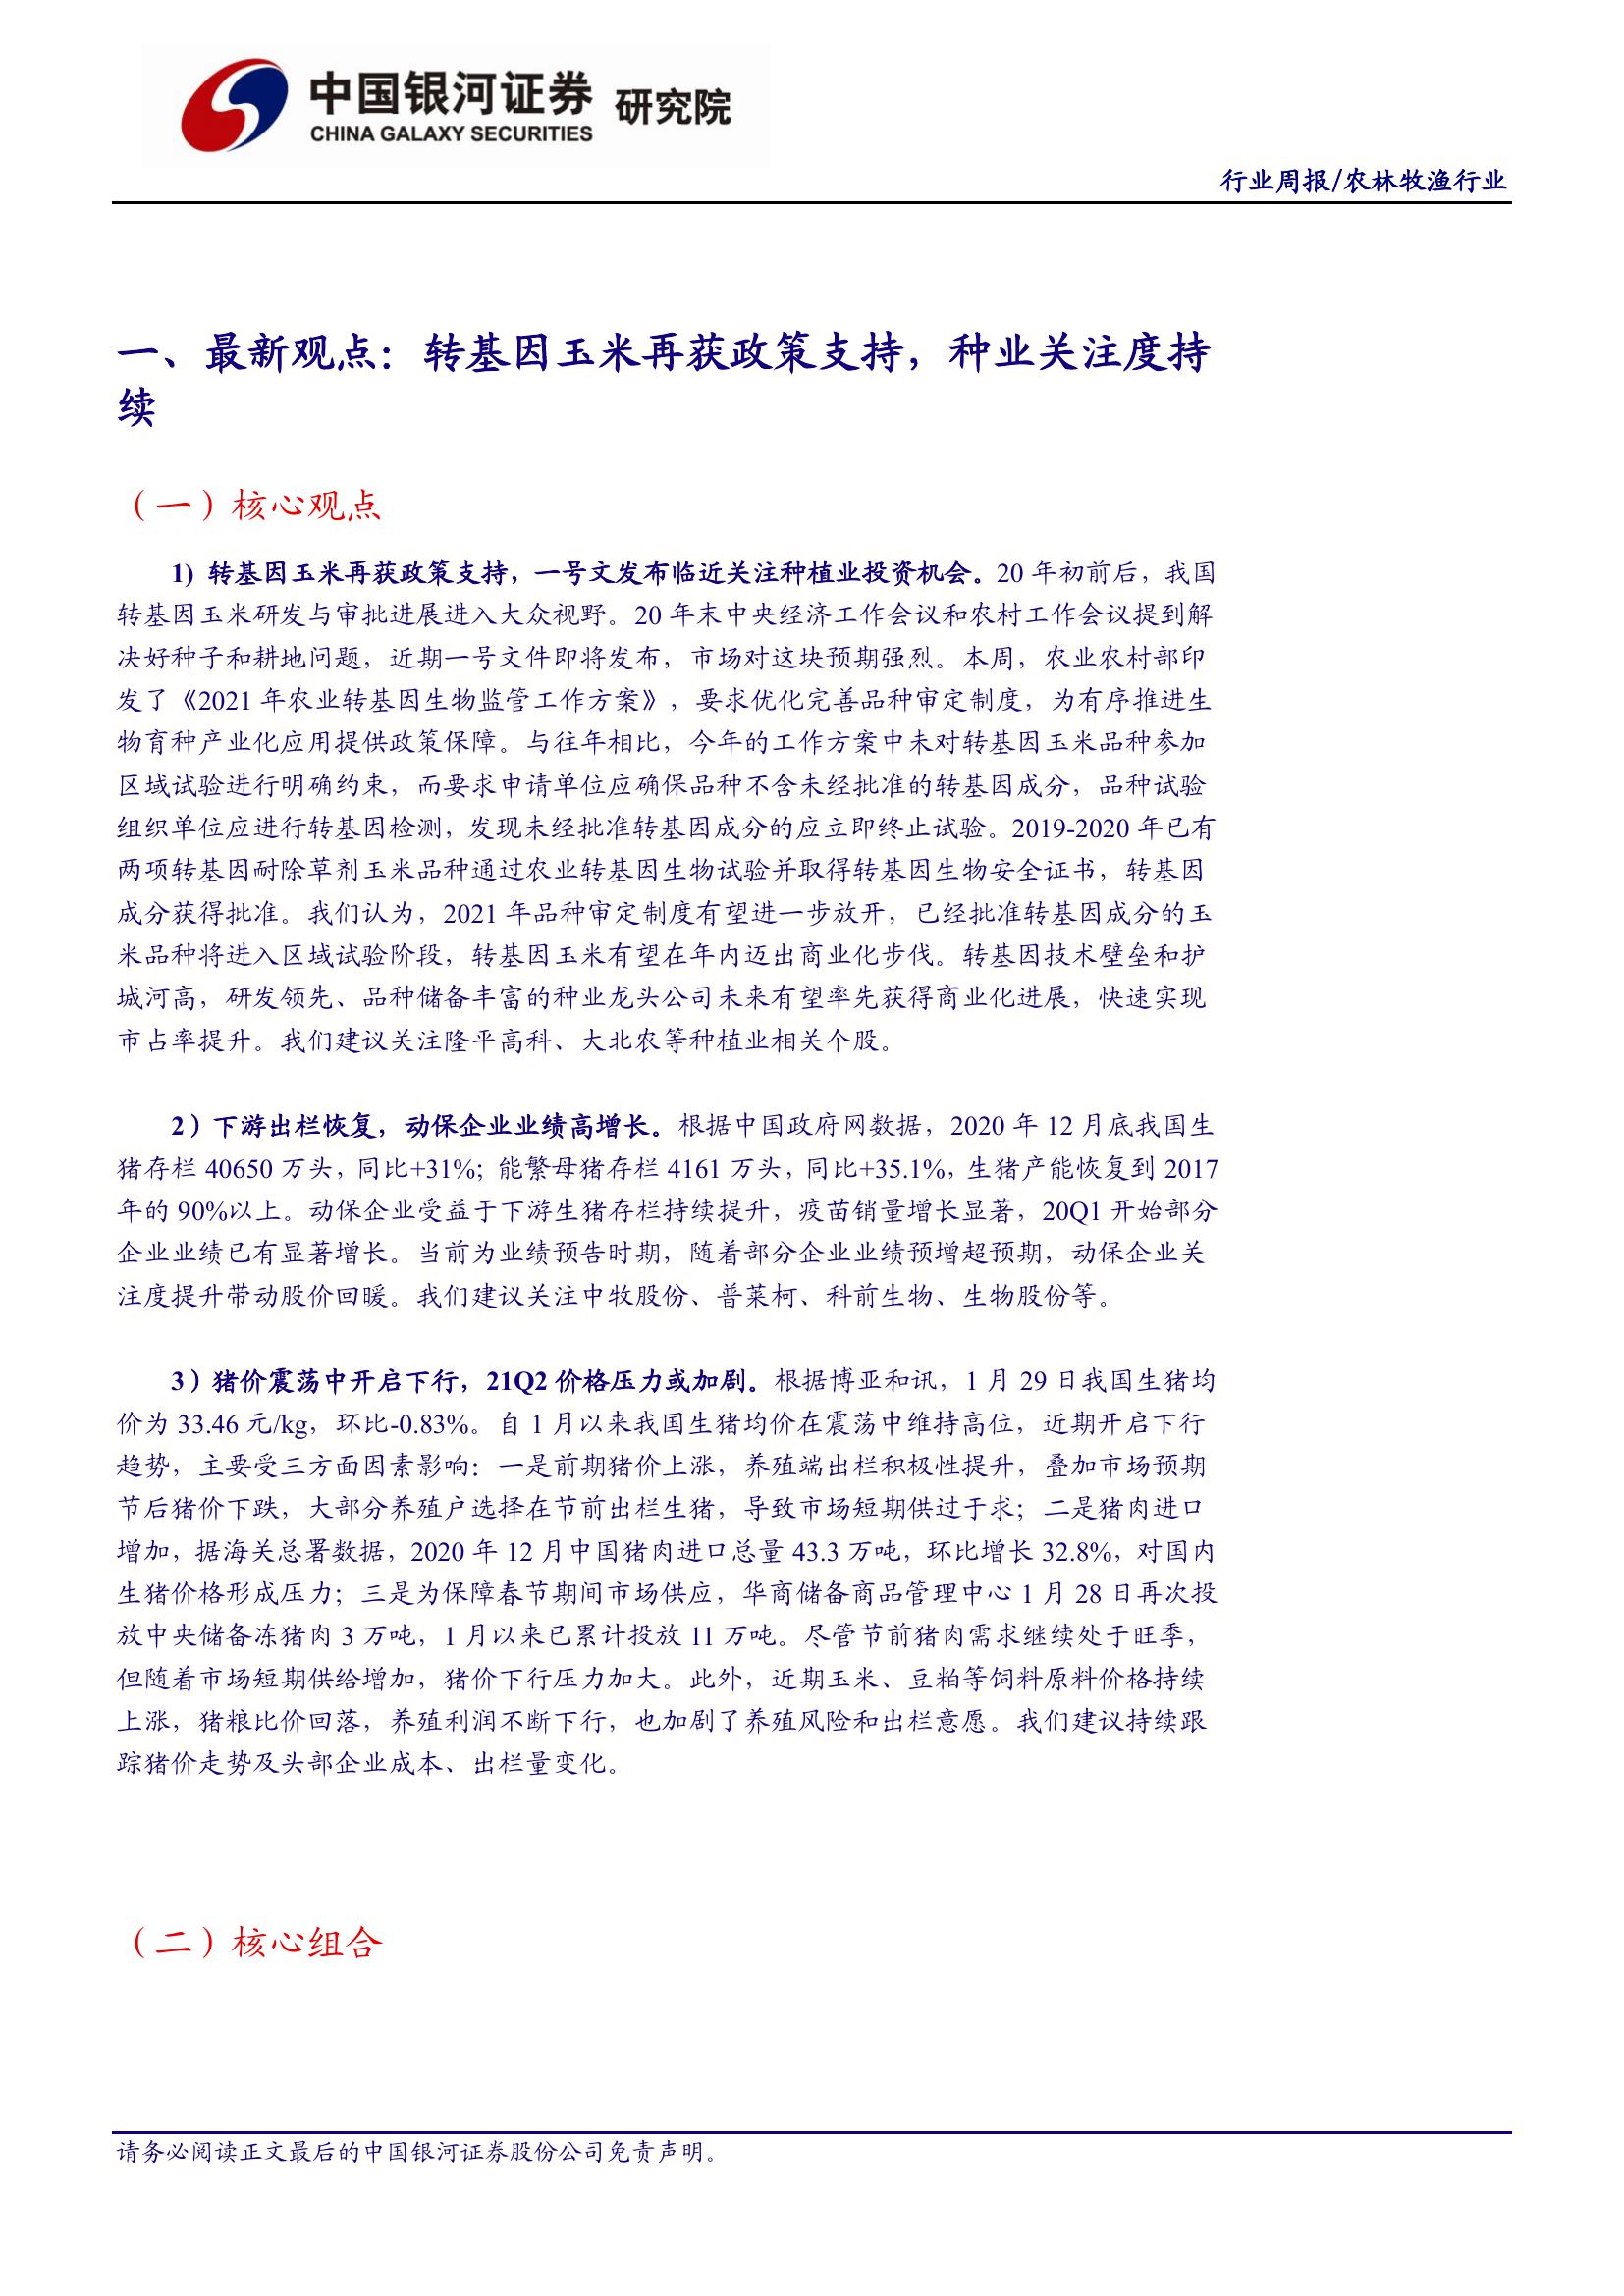 中国银河证券 研究院
CHINA GALAXY SECURITIES
行业周报/农林牧渔行业
一、最新观点：转基因玉米再获政策支持，种业关注度持
续
（一）核心观点
1) 转基因玉米再获政策支持，一号文发布临近关注种植业投资机会。20 年初前后，我国
转基因玉米研发与审批进展进入大众视野。20 年末中央经济工作会议和农村工作会议提到解
决好种子和耕地问题，近期一号文件即将发布，市场对这块预期强烈。本周，农业农村部印
发了《2021 年农业转基因生物监管工作方案》，要求优化完善品种审定制度，为有序推进生
物育种产业化应用提供政策保障。与往年相比，今年的工作方案中未对转基因玉米品种参加
区域试验进行明确约束，而要求申请单位应确保品种不含未经批准的转基因成分，品种试验
组织单位应进行转基因检测，发现未经批准转基因成分的应立即终止试验。2019-2020 年已有
两项转基因耐除草剂玉米品种通过农业转基因生物试验并取得转基因生物安全证书，转基因
成分获得批准。我们认为，2021 年品种审定制度有望进一步放开，已经批准转基因成分的玉
米品种将进入区域试验阶段，转基因玉米有望在年内迈出商业化步伐。转基因技术壁垒和护
城河高，研发领先、品种储备丰富的种业龙头公司未来有望率先获得商业化进展，快速实现
市占率提升。我们建议关注隆平高科、大北农等种植业相关个股。
2）下游出栏恢复，动保企业业绩高增长。根据中国政府网数据，2020 年 12 月底我国生
猪存栏 40650 万头，同比+31%；能繁母猪存栏 4161 万头，同比+35.1%，生猪产能恢复到 2017
年的 90%以上。动保企业受益于下游生猪存栏持续提升，疫苗销量增长显著，20Q1 开始部分
企业业绩已有显著增长。当前为业绩预告时期，随着部分企业业绩预增超预期，动保企业关
注度提升带动股价回暖。我们建议关注中牧股份、普莱柯、科前生物、生物股份等。
3）猪价震荡中开启下行，21Q2 价格压力或加剧。根据博亚和讯，1 月 29 日我国生猪均
价为 33.46 元/kg，环比-0.83%。自 1 月以来我国生猪均价在震荡中维持高位，近期开启下行
趋势，主要受三方面因素影响：一是前期猪价上涨，养殖端出栏积极性提升，叠加市场预期
节后猪价下跌，大部分养殖户选择在节前出栏生猪，导致市场短期供过于求；二是猪肉进口
增加，据海关总署数据，2020 年 12 月中国猪肉进口总量 43.3 万吨，环比增长 32.8%，对国内
生猪价格形成压力；三是为保障春节期间市场供应，华商储备商品管理中心 1 月 28 日再次投
放中央储备冻猪肉 3 万吨，1 月以来已累计投放 11 万吨。尽管节前猪肉需求继续处于旺季，
但随着市场短期供给增加，猪价下行压力加大。此外，近期玉米、豆粕等饲料原料价格持续
上涨，猪粮比价回落，养殖利润不断下行，也加剧了养殖风险和出栏意愿。我们建议持续跟
踪猪价走势及头部企业成本、出栏量变化。
（二）核心组合
请务必阅读正文最后的中国银河证券股份公司免责声明。